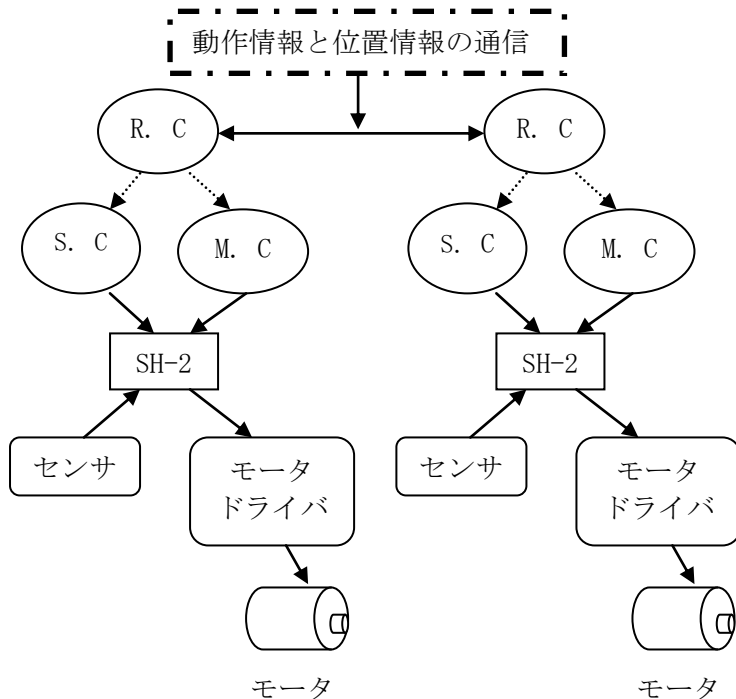 動作情報と位置情報の通信
R. C
R. C
S. C
M. C
S. C
M. C
SH-2
SH-2
センサ
モータ
ドライバ
センサ
モータ
ドライバ
モータ
モータ